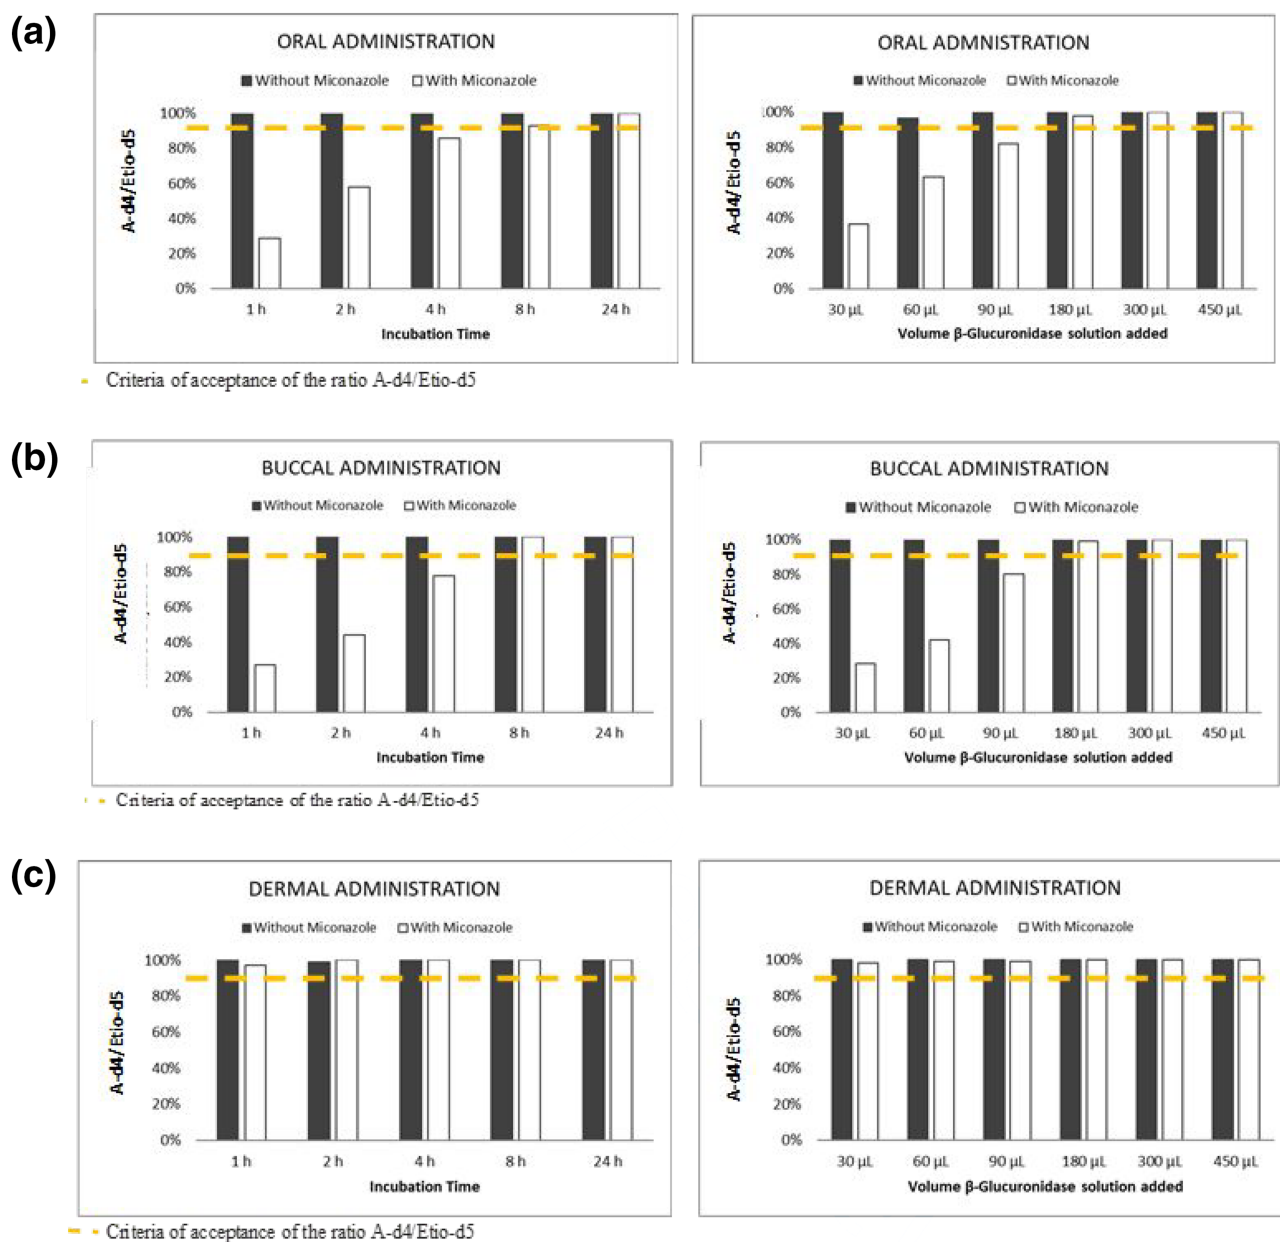 (a)
ORAL ADMINISTRATION
Without Miconazole With Miconazole
A-d4/Etio-d5
100%
80%
60%
40%
20%
0%
1 h 2 h 4 h 8 h 24 h
Incubation Time
ORAL ADMNISTRATION
Without Miconazole With Miconazole
A-d4/Etio-d5
100%
80%
60%
40%
20%
0%
30 µL 60 µL 90 µL 180 µL 300 µL 450 µL
Volume β-Glucuronidase solution added
Criteria of acceptance of the ratio A-d4/Etio-d5
(b)
BUCCAL ADMINISTRATION
Without Miconazole With Miconazole
A-d4/Etio-d5
100%
80%
60%
40%
20%
0%
1 h 2 h 4 h 8 h 24 h
Incubation Time
BUCCAL ADMINISTRATION
Without Miconazole With Miconazole
A-d4/Etio-d5
100%
80%
60%
40%
20%
0%
30 µL 60 µL 90 µL 180 µL 300 µL 450 µL
Volume β-Glucuronidase solution added
Criteria of acceptance of the ratio A-d4/Etio-d5
(c)
DERMAL ADMINISTRATION
Without Miconazole With Miconazole
A-d4/Etio-d5
100%
80%
60%
40%
20%
0%
1 h 2 h 4 h 8 h 24 h
Incubation Time
DERMAL ADMINISTRATION
Without Miconazole With Miconazole
A-d4/Etio-d5
100%
80%
60%
40%
20%
0%
30 µL 60 µL 90 µL 180 µL 300 µL 450 µL
Volume β-Glucuronidase solution added
Criteria of acceptance of the ratio A-d4/Etio-d5